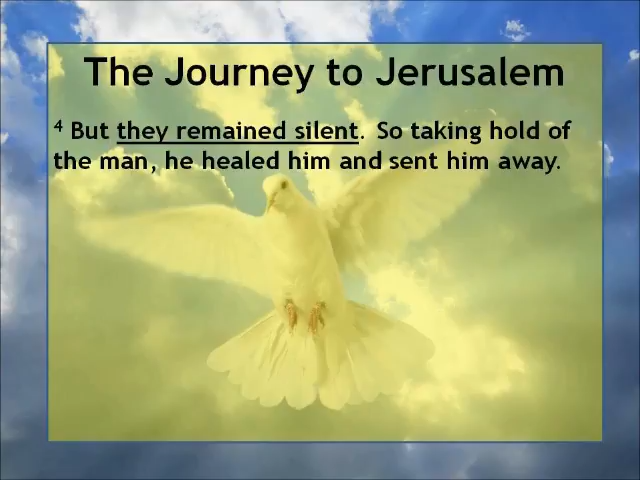 The Journey to Jerusalem
4 But they remained silent. So taking hold of
the man, he healed him and sent him away.